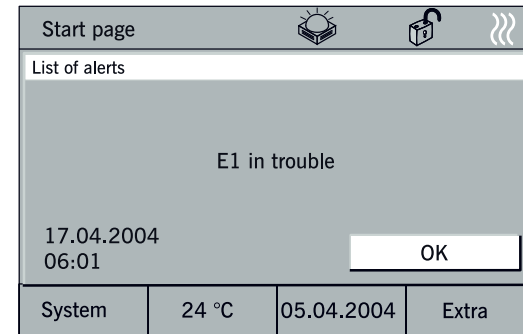 Start page
List of alerts
E1 in trouble
17.04.2004
06:01
OK
System 24 °C 05.04.2004 Extra